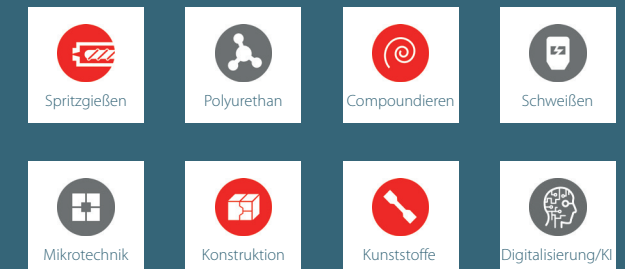 Spritzgießen
Polyurethan
Compoundieren
Schweißen
Mikrotechnik
Konstruktion
Kunststoffe
Digitalisierung/KI